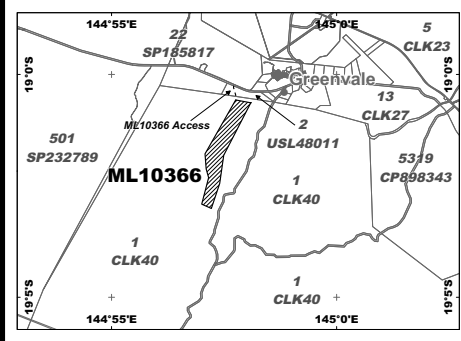 144°55'E
145°0'E
22
SP185817
5
CLK23
19°0'S
19°0'S
Greenvale
13
CLK27
ML10366 Access
2
USL48011
501
SP232789
5319
CP898343
ML10366
1
CLK40
1
CLK40
1
CLK40
19°5'S
19°5'S
144°55'E
145°0'E